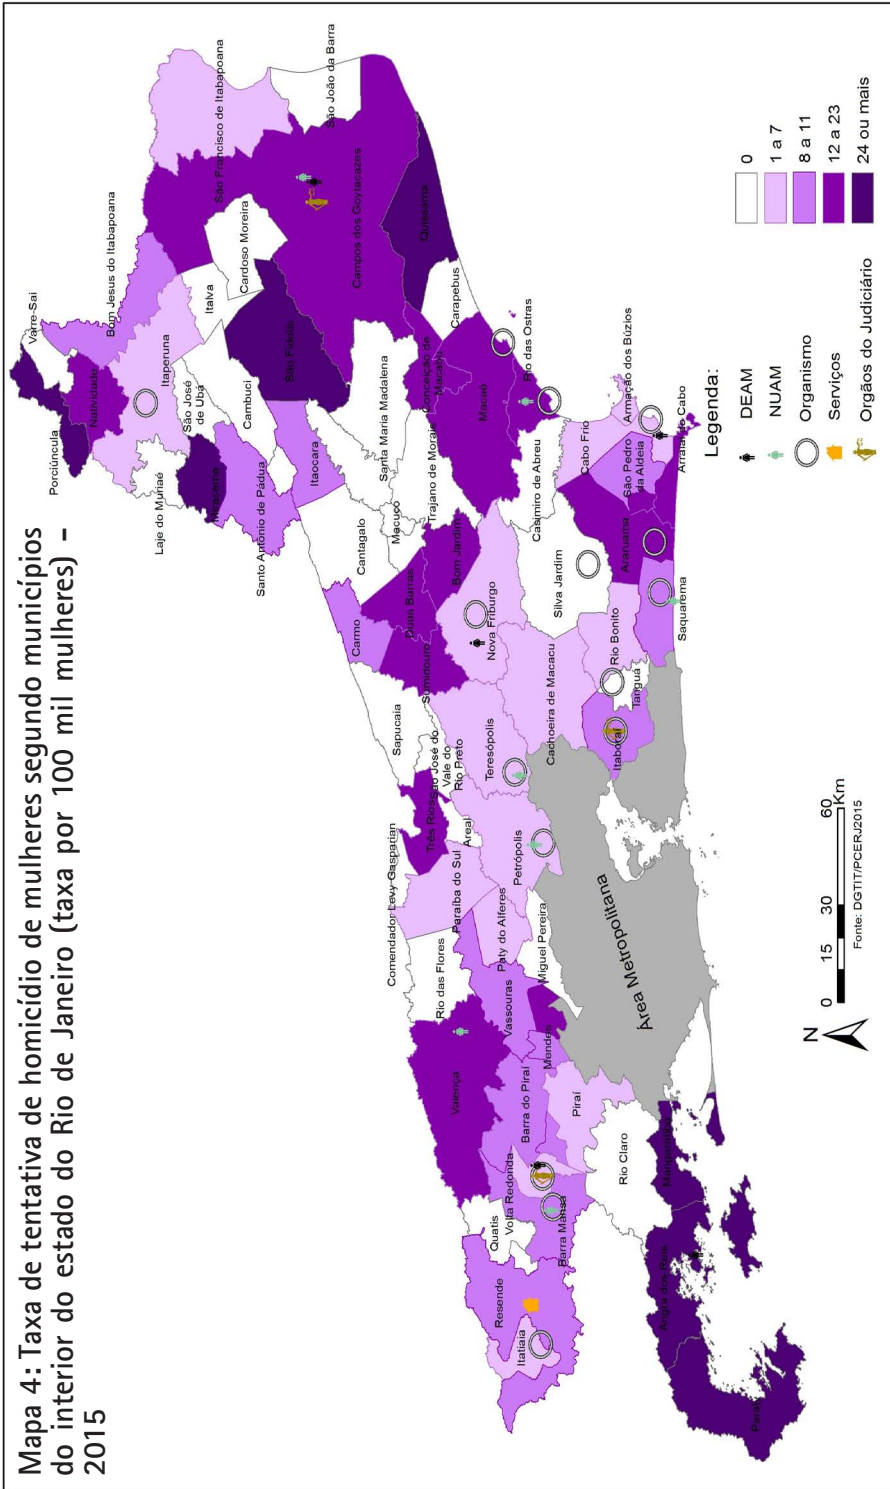 Mapa 4: Taxa de tentativa de homicídio de mulheres segundo municípios
do interior do estado do Rio de Janeiro (taxa por 100 mil mulheres) –
2015
Varre-Sai
Porciúncula
Natividade
Bom Jesus do Itabapoana
São Francisco de Itabapoana
São João da Barra
Laje do Muriaé
Itaperuna
São José
de Ubá
Italva
Cardoso Moreira
Campos dos Goytacazes
Miracema
Cambuci
São Fidélis
Santo Antônio de Pádua
Itaocara
Quissama
Santa Maria Madalena
Conceição de
Macabu
Carapebus
Cantagalo
Macuco
Trajano de Morais
Macaé
Rio das Ostras
Carmo
Duas Barras
Bom Jardim
Casimiro de Abreu
Cabo Frio
Armação dos Búzios
Sumidouro
Nova Friburgo
Silva Jardim
São Pedro
da Aldeia
Arraial do Cabo
Araruama
Sapucaia
São José do
Vale do
Rio Preto
Teresópolis
Cachoeira de Macacu
Rio Bonito
Saquarema
Tanguá
Itaboraí
Comendador Levy Gasparian
Três Rios
Areal
Paraíba do Sul
Petrópolis
Rio das Flores
Paty do Alferes
Miguel Pereira
Área Metropolitana
Valença
Vassouras
Mendes
Barra do Piraí
Piraí
Quatis
Volta Redonda
Barra Mansa
Rio Claro
Mangaratiba
Resende
Itatiaia
Angra dos Reis
Parati
N
0 15 30 60
Km
Fonte: DGTIT/PCERJ2015
Legenda:
DEAM
NUAM
Organismo
Serviços
Orgãos do Judiciário
0
1 a 7
8 a 11
12 a 23
24 ou mais